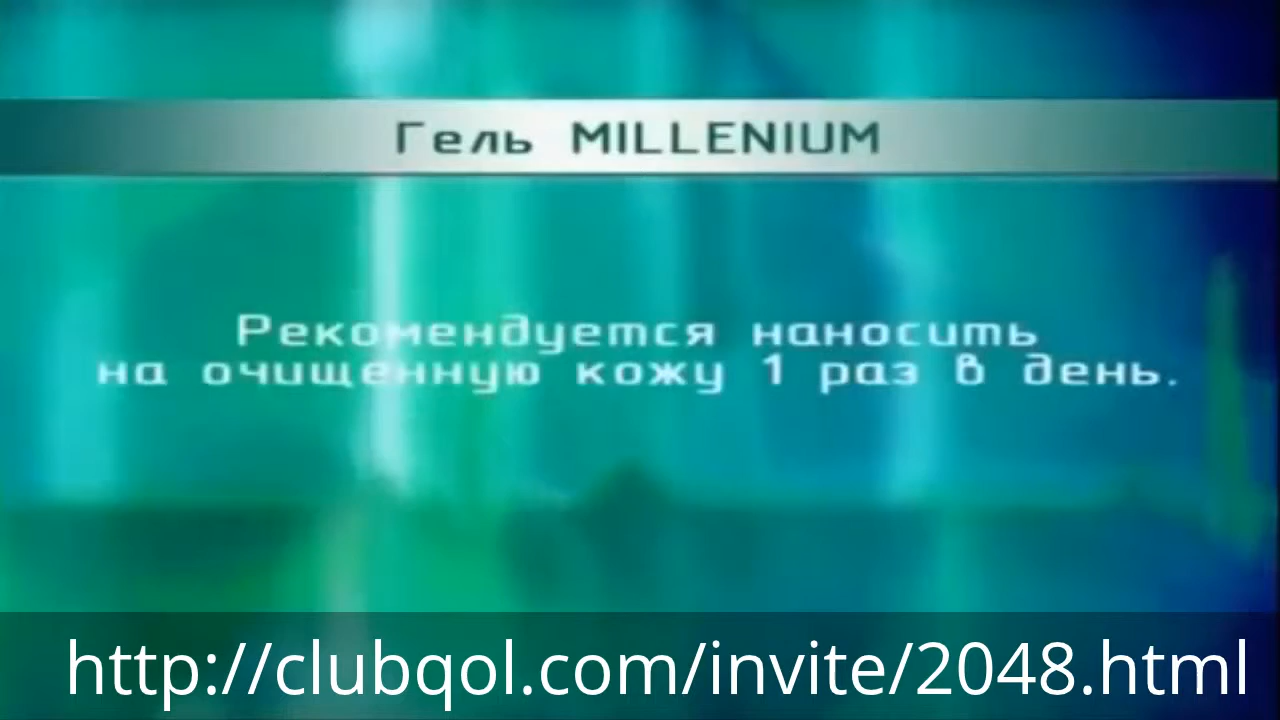 Гель MILLENIUM
Рекомендуется наносить
на очищенную кожу 1 раз в день.
http://clubqol.com/invite/2048.html